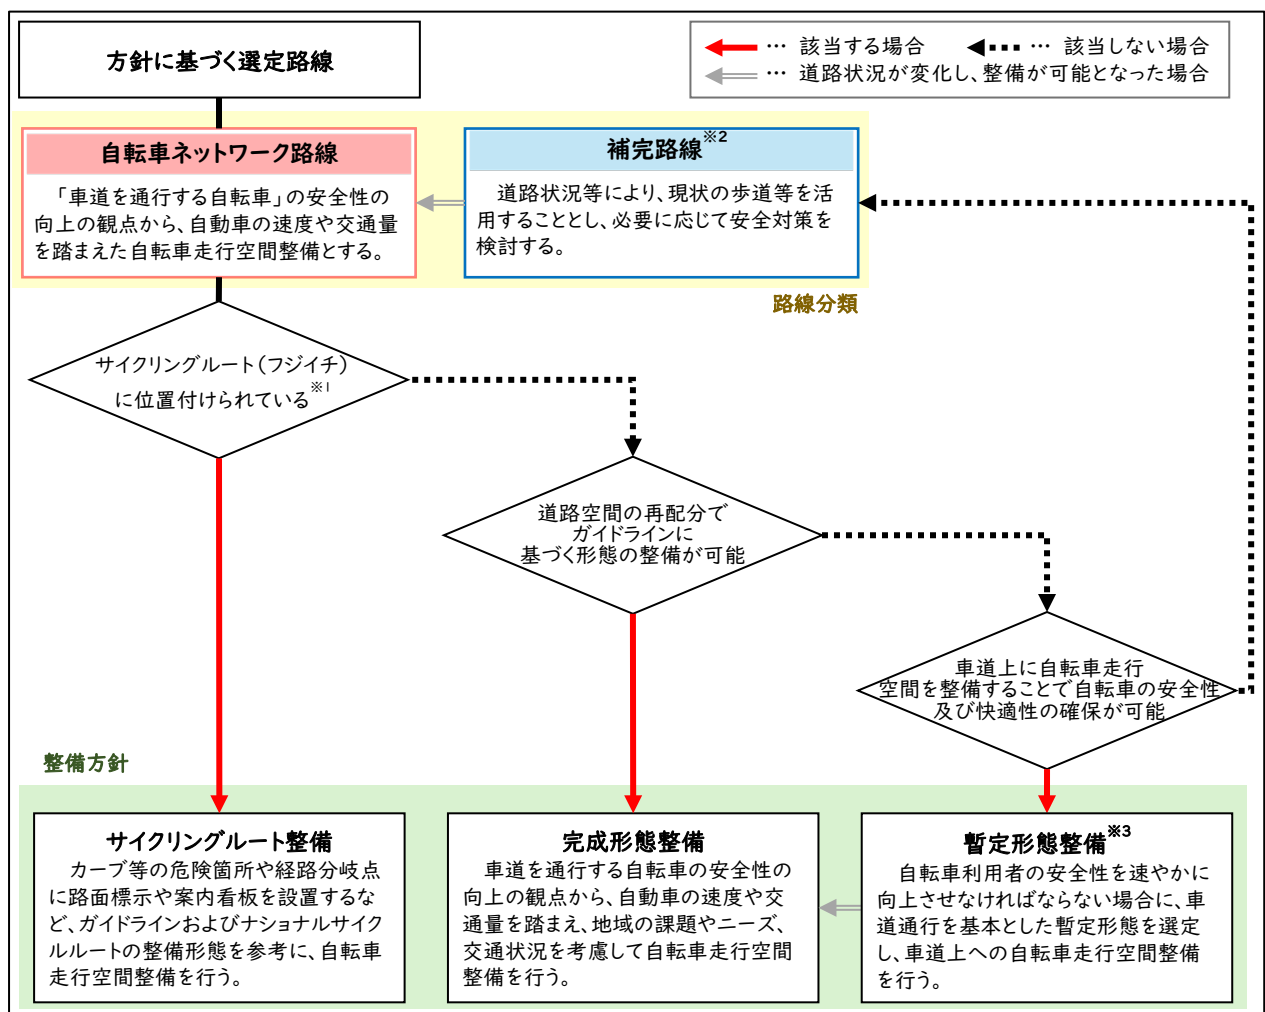 方針に基づく選定路線
… 該当する場合 … 該当しない場合
… 道路状況が変化し、整備が可能となった場合
自転車ネットワーク路線
「車道を通行する自転車」の安全性の
向上の観点から、自動車の速度や交通量
を踏まえた自転車走行空間整備とする。
補完路線※2
道路状況等により、現状の歩道等を活
用することとし、必要に応じて安全対策を
検討する。
路線分類
サイクリングルート（フジイチ）
に位置付けられている※1
道路空間の再配分で
ガイドラインに
基づく形態の整備が可能
車道上に自転車走行
空間を整備することで自転車の安全性
及び快適性の確保が可能
整備方針
サイクリングルート整備
カーブ等の危険箇所や経路分岐点
に路面標示や案内看板を設置するな
ど、ガイドラインおよびナショナルサイク
ルルートの整備形態を参考に、自転車
走行空間整備を行う。
完成形態整備
車道を通行する自転車の安全性の
向上の観点から、自動車の速度や交
通量を踏まえ、地域の課題やニーズ、
交通状況を考慮して自転車走行空間
整備を行う。
暫定形態整備※3
自転車利用者の安全性を速やかに
向上させなければならない場合に、車
道通行を基本とした暫定形態を選定
し、車道上への自転車走行空間整備
を行う。